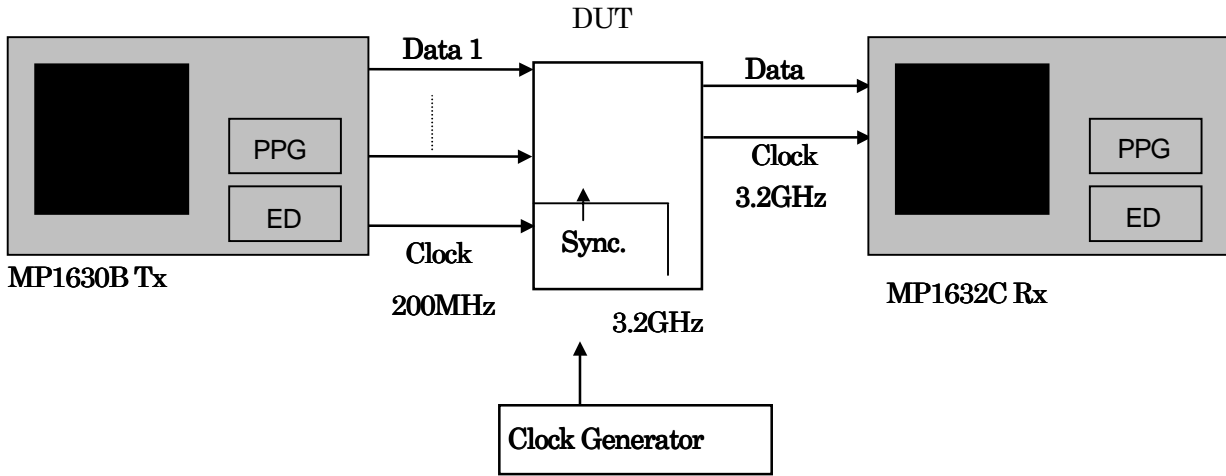 DUT
Data 1
Data
PPG
PPG
Clock
3.2GHz
ED
ED
Sync.
Clock
200MHz
MP1630B Tx
MP1632C Rx
3.2GHz
Clock Generator